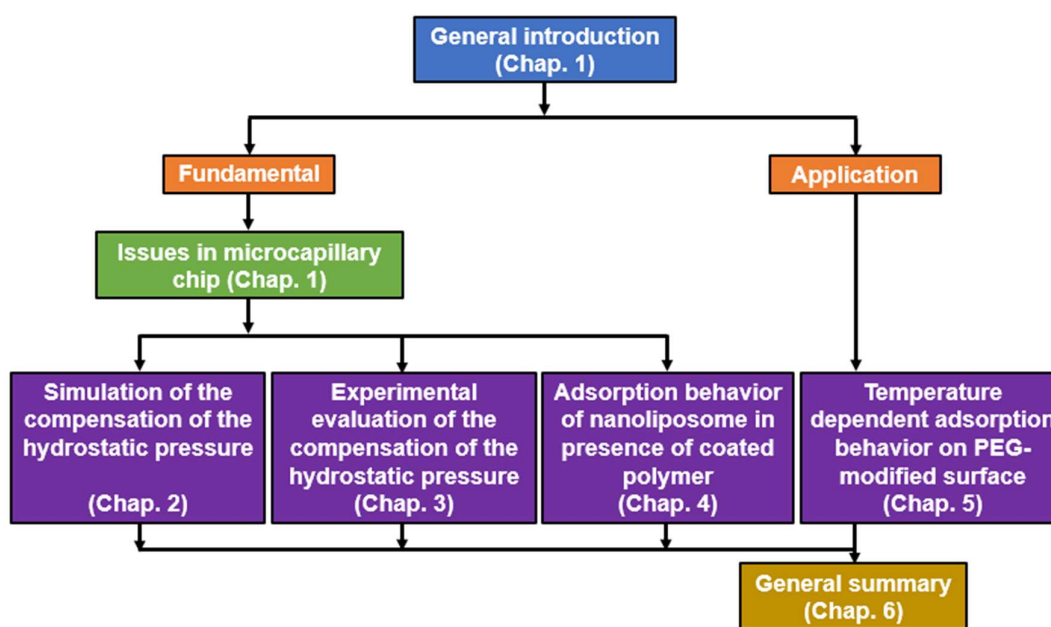 General introduction
(Chap. 1)
Fundamental
Application
Issues in microcapillary
chip (Chap. 1)
Simulation of the
compensation of the
hydrostatic pressure
(Chap. 2)
Experimental
evaluation of the
compensation of the
hydrostatic pressure
(Chap. 3)
Adsorption behavior
of nanoliposome in
presence of coated
polymer
(Chap. 4)
Temperature
dependent adsorption
behavior on PEG-
modified surface
(Chap. 5)
General summary
(Chap. 6)